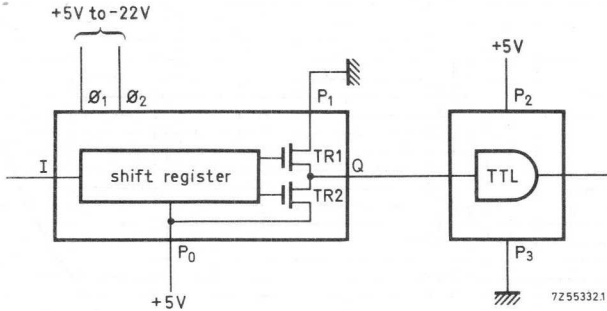 +5V to -22V
+5V
Ø1 Ø2
P1
P2
I
shift register
TR1
Q
TTL
TR2
P0
P3
+5V
7Z55332.1